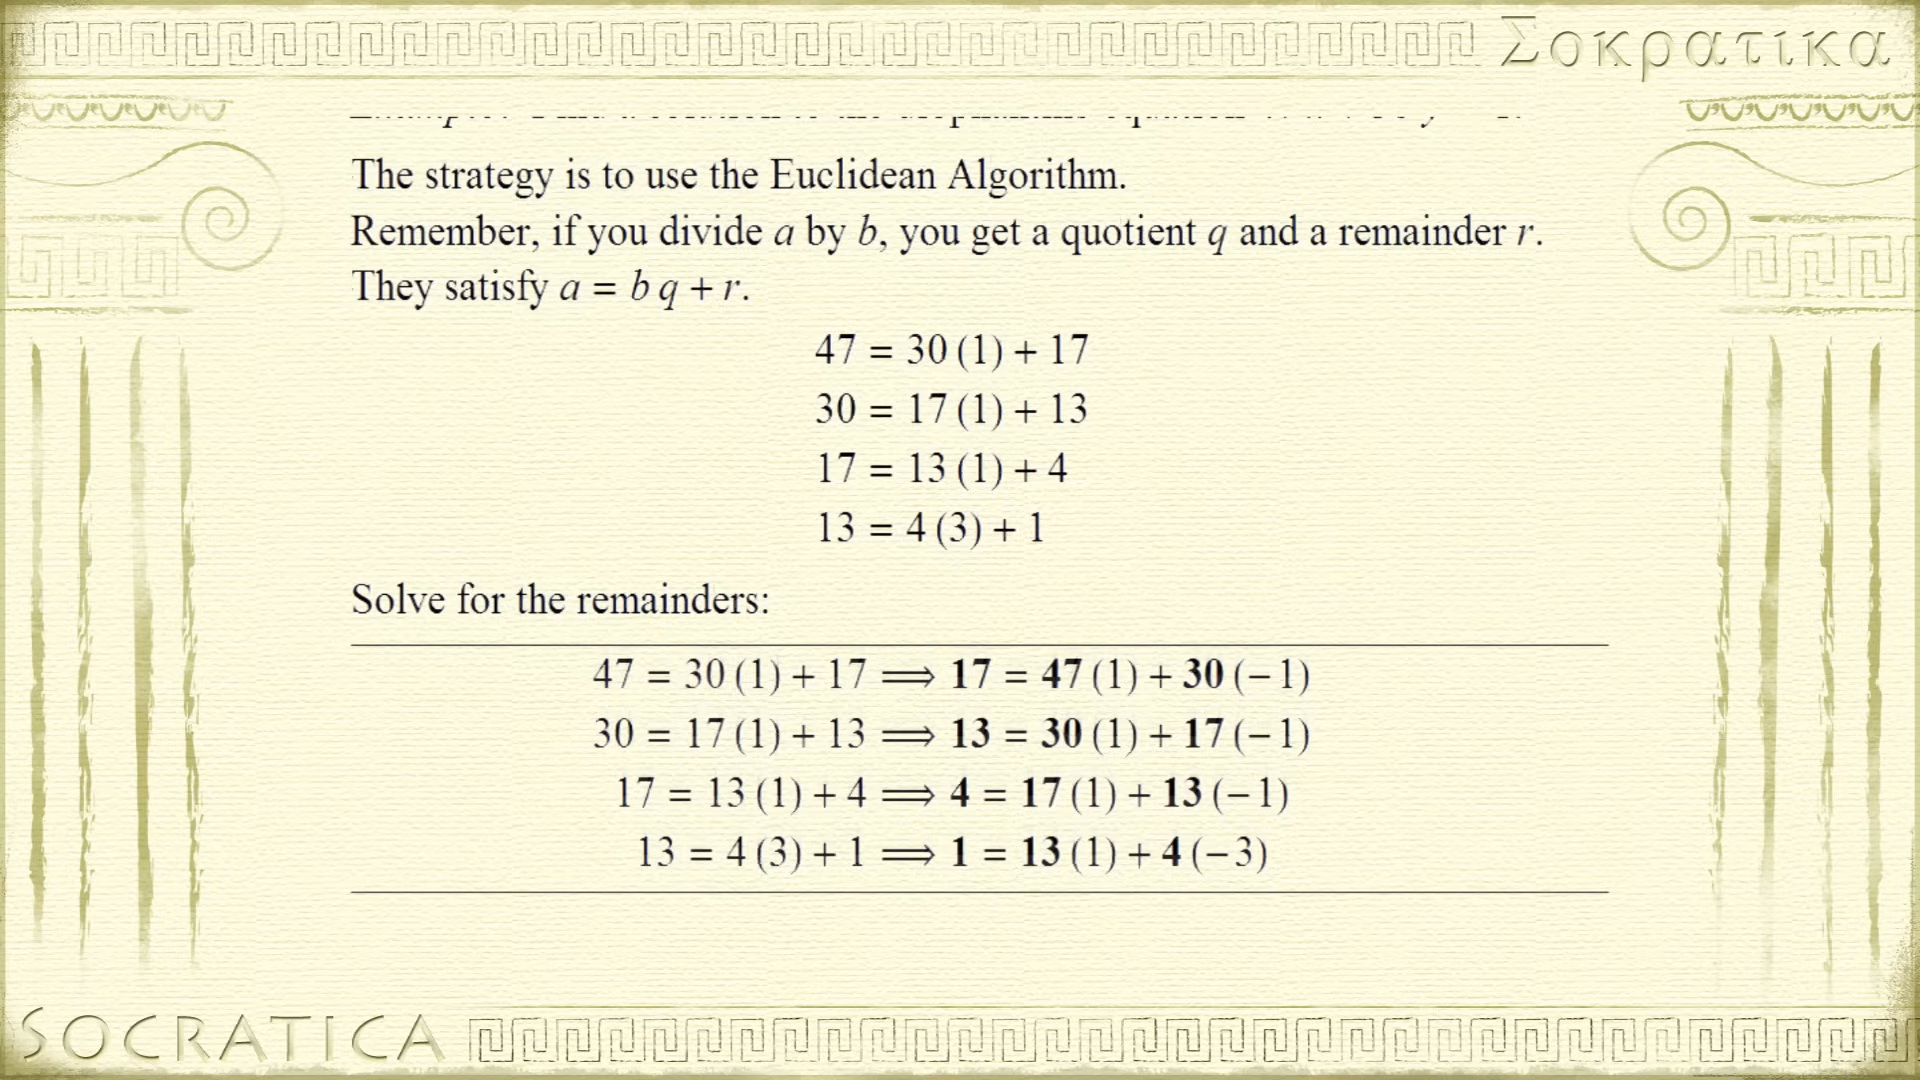 Σοκρατικα
The strategy is to use the Euclidean Algorithm.
Remember, if you divide a by b, you get a quotient q and a remainder r.
They satisfy a = b q + r.
47 = 30 (1) + 17
30 = 17 (1) + 13
17 = 13 (1) + 4
13 = 4 (3) + 1
Solve for the remainders:
47 = 30 (1) + 17 ⟹ 17 = 47 (1) + 30 (− 1)
30 = 17 (1) + 13 ⟹ 13 = 30 (1) + 17 (− 1)
17 = 13 (1) + 4 ⟹ 4 = 17 (1) + 13 (− 1)
13 = 4 (3) + 1 ⟹ 1 = 13 (1) + 4 (− 3)
SOCRATICA